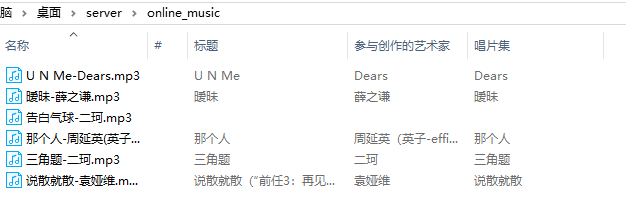 脑 > 桌面 > server > online_music
名称 # 标题 参与创作的艺术家 唱片集
U N Me-Dears.mp3 U N Me Dears Dears
暧昧-薛之谦.mp3 暧昧 薛之谦 暧昧
告白气球-二珂.mp3
那个人-周延英(英子... 那个人 周延英（英子-effi... 那个人
三角题-二珂.mp3 三角题 二珂 三角题
说散就散-袁娅维.m... 说散就散（“前任3：再见... 袁娅维 说散就散